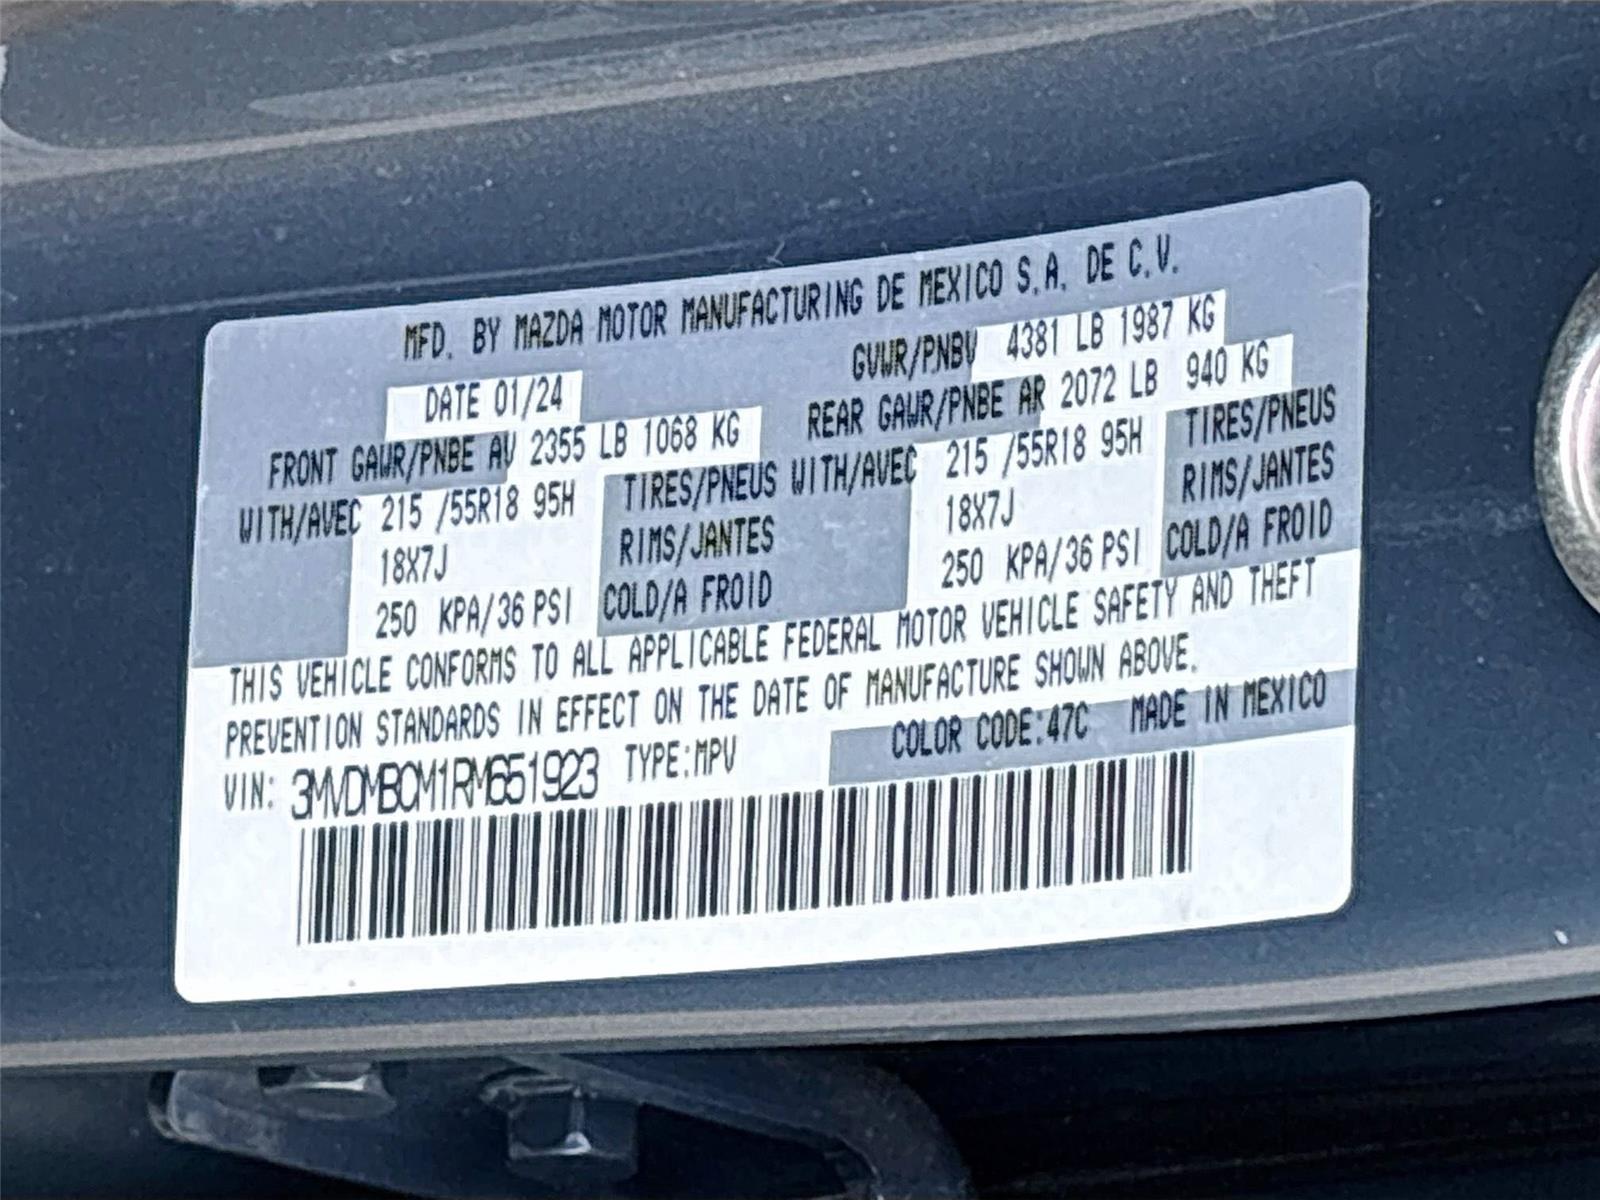 MFD. BY MAZDA MOTOR MANUFACTURING DE MEXICO S.A. DE C.V.
DATE 01/24 GVWR/PNBV 4381 LB 1987 KG
FRONT GAWR/PNBE AV 2355 LB 1068 KG REAR GAWR/PNBE AR 2072 LB 940 KG
WITH/AVEC 215 /55R18 95H TIRES/PNEUS WITH/AVEC 215 /55R18 95H TIRES/PNEUS
18X7J RIMS/JANTES 18X7J RIMS/JANTES
250 KPA/36 PSI COLD/A FROID 250 KPA/36 PSI COLD/A FROID
THIS VEHICLE CONFORMS TO ALL APPLICABLE FEDERAL MOTOR VEHICLE SAFETY AND THEFT
PREVENTION STANDARDS IN EFFECT ON THE DATE OF MANUFACTURE SHOWN ABOVE.
VIN: 3MVDMBCM1RM651923 TYPE:MPV COLOR CODE:47C MADE IN MEXICO